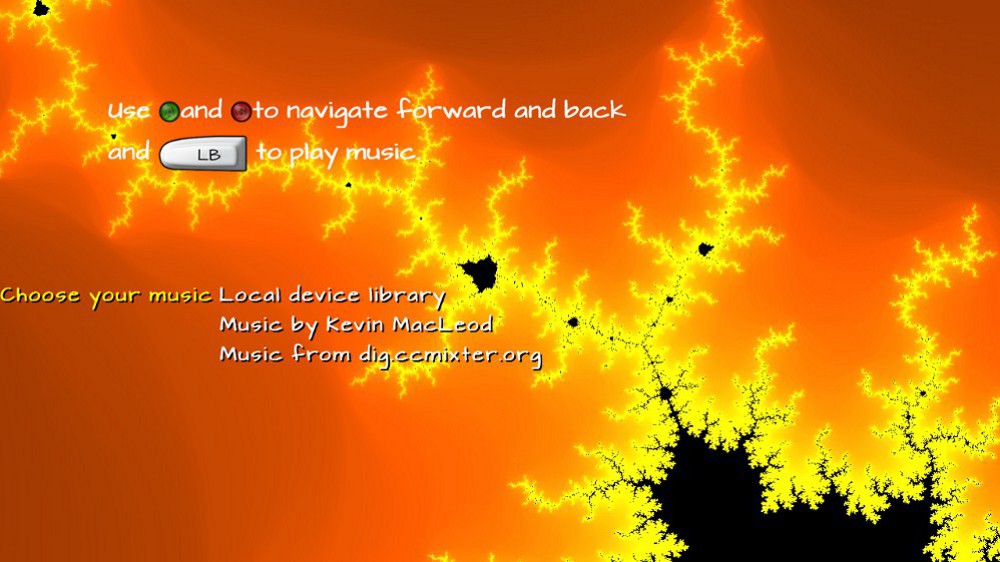 Use and to navigate forward and back
and LB to play music.
Choose your music Local device library
Music by Kevin MacLeod
Music from dig.ccmixter.org